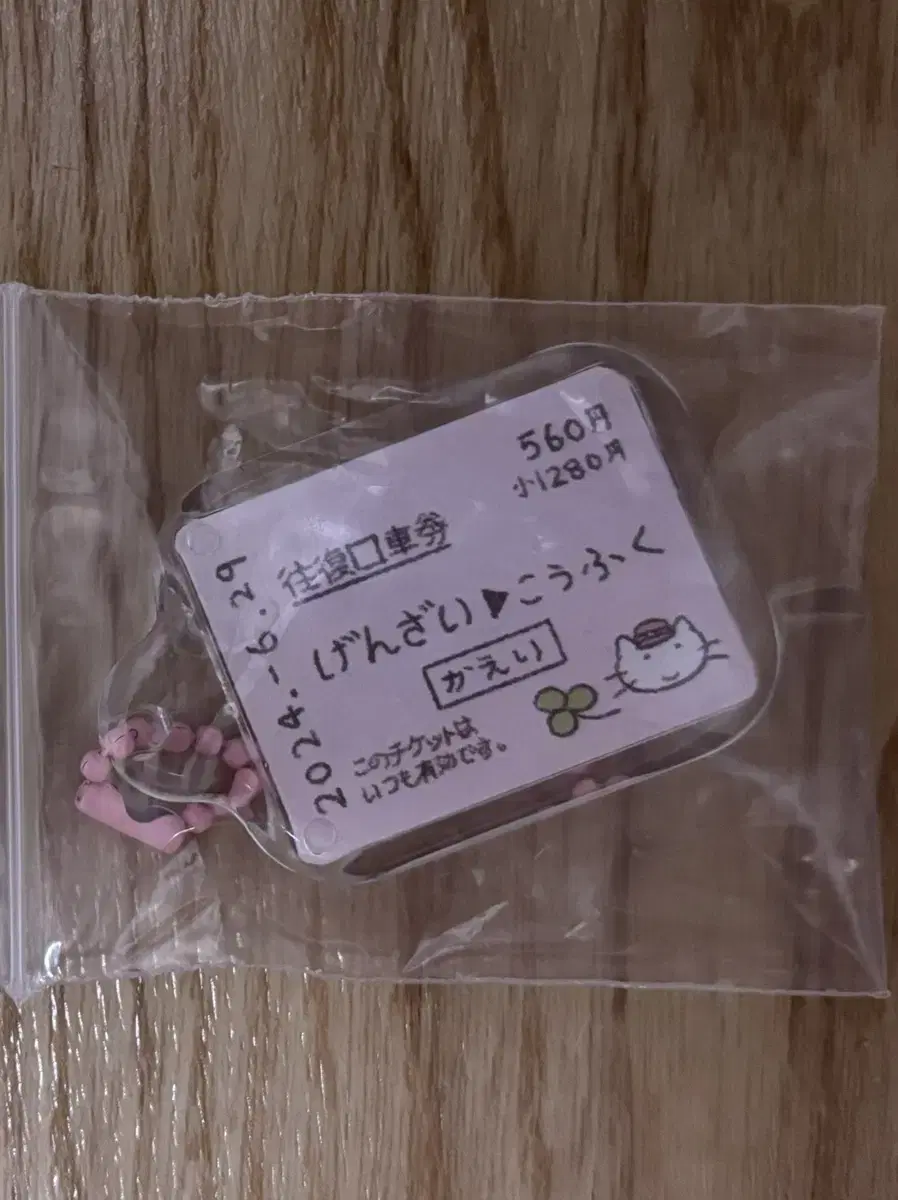 560円
小1280円
往復口車券
げんざい▶こうふく
かえい
このチケットは
いつも有効です。
2024.-6.29